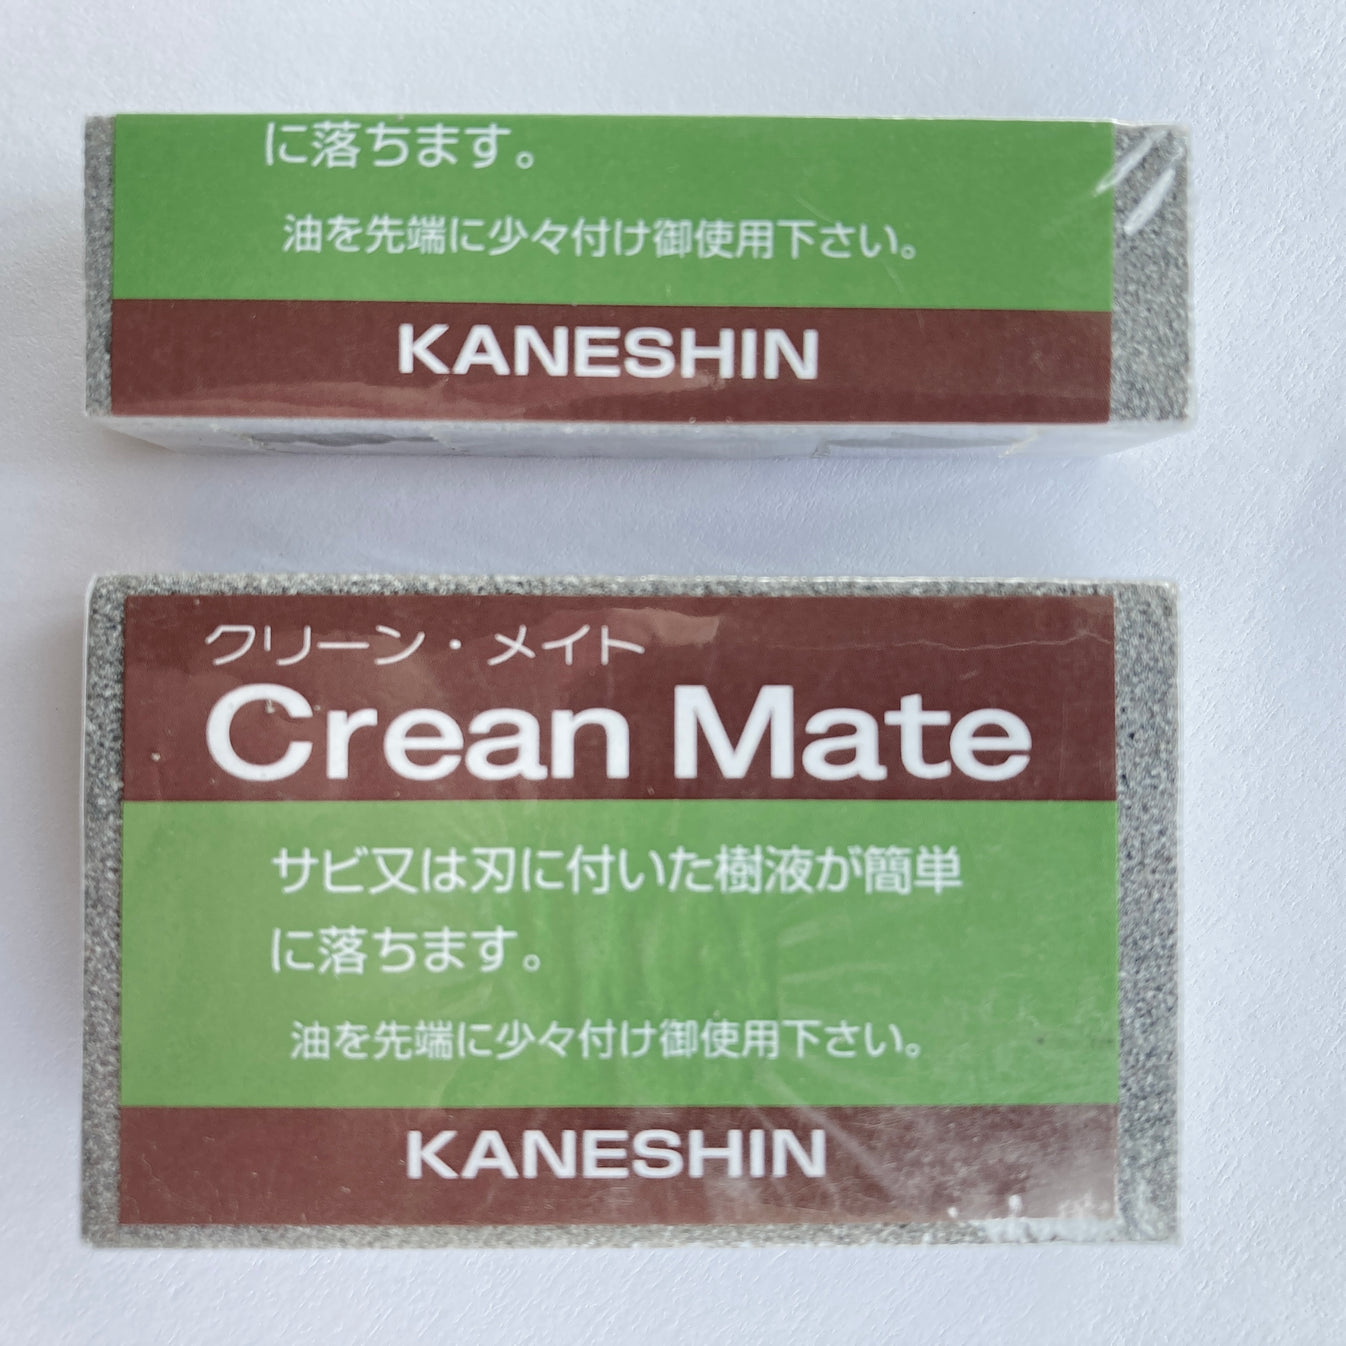 に落ちます。
油を先端に少々付け御使用下さい。
KANESHIN
クリーン・メイト
Crean Mate
サビ又は刃に付いた樹液が簡単
に落ちます。
油を先端に少々付け御使用下さい。
KANESHIN